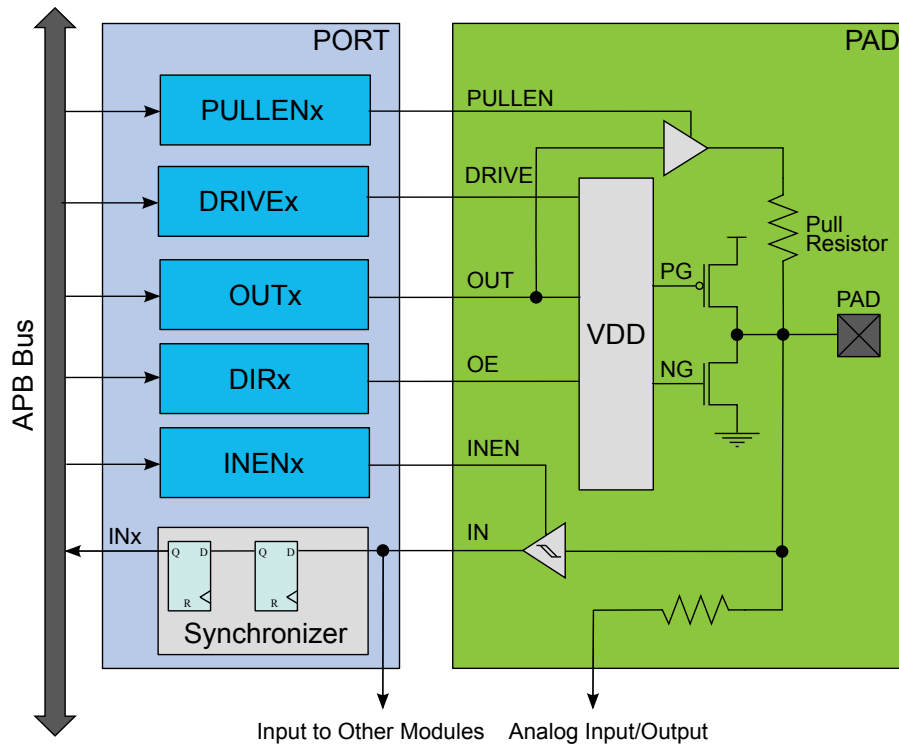 PORT
PAD
APB Bus
PULLENx
PULLEN
DRIVEx
DRIVE
Pull
Resistor
OUTx
OUT
PG
PAD
VDD
DIRx
OE
NG
INENx
INEN
INx
IN
Q D
R
Q D
R
Synchronizer
Input to Other Modules
Analog Input/Output